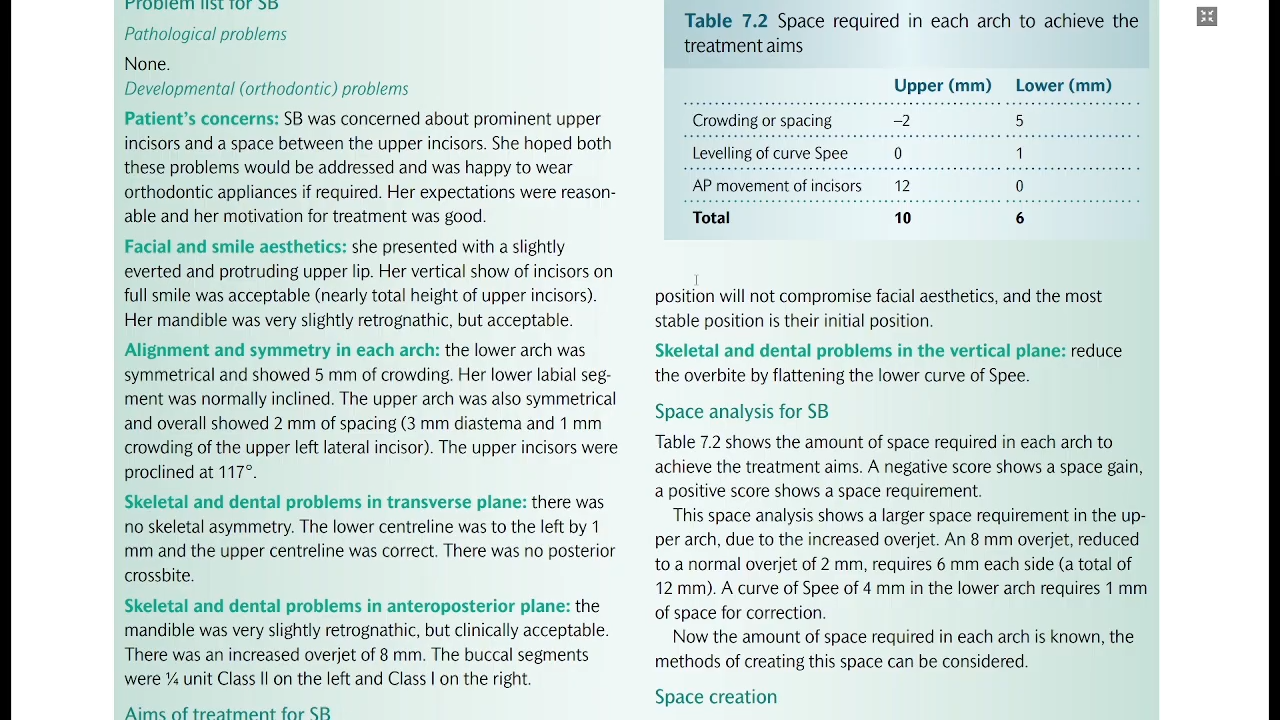 Problem list for SB
Pathological problems
None.
Developmental (orthodontic) problems
Patient's concerns: SB was concerned about prominent upper
incisors and a space between the upper incisors. She hoped both
these problems would be addressed and was happy to wear
orthodontic appliances if required. Her expectations were reason-
able and her motivation for treatment was good.
Facial and smile aesthetics: she presented with a slightly
everted and protruding upper lip. Her vertical show of incisors on
full smile was acceptable (nearly total height of upper incisors).
Her mandible was very slightly retrognathic, but acceptable.
Alignment and symmetry in each arch: the lower arch was
symmetrical and showed 5 mm of crowding. Her lower labial seg-
ment was normally inclined. The upper arch was also symmetrical
and overall showed 2 mm of spacing (3 mm diastema and 1 mm
crowding of the upper left lateral incisor). The upper incisors were
proclined at 117°.
Skeletal and dental problems in transverse plane: there was
no skeletal asymmetry. The lower centreline was to the left by 1
mm and the upper centreline was correct. There was no posterior
crossbite.
Skeletal and dental problems in anteroposterior plane: the
mandible was very slightly retrognathic, but clinically acceptable.
There was an increased overjet of 8 mm. The buccal segments
were ¼ unit Class II on the left and Class I on the right.
Aims of treatment for SB
Table 7.2 Space required in each arch to achieve the
treatment aims
Upper (mm) Lower (mm)
Crowding or spacing –2 5
Levelling of curve Spee 0 1
AP movement of incisors 12 0
Total 10 6
position will not compromise facial aesthetics, and the most
stable position is their initial position.
Skeletal and dental problems in the vertical plane: reduce
the overbite by flattening the lower curve of Spee.
Space analysis for SB
Table 7.2 shows the amount of space required in each arch to
achieve the treatment aims. A negative score shows a space gain,
a positive score shows a space requirement.
This space analysis shows a larger space requirement in the up-
per arch, due to the increased overjet. An 8 mm overjet, reduced
to a normal overjet of 2 mm, requires 6 mm each side (a total of
12 mm). A curve of Spee of 4 mm in the lower arch requires 1 mm
of space for correction.
Now the amount of space required in each arch is known, the
methods of creating this space can be considered.
Space creation